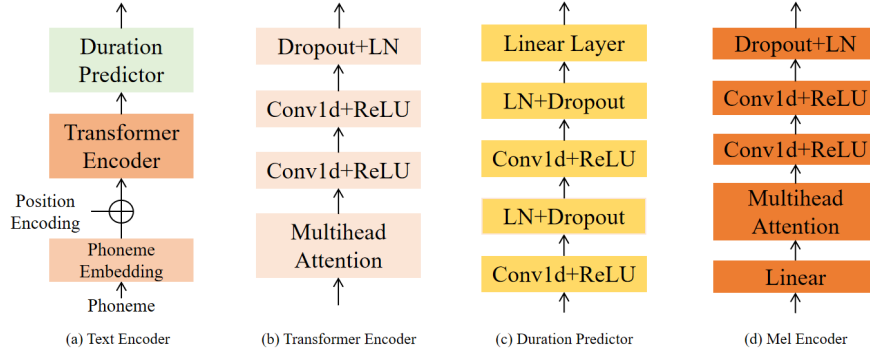 Duration
Predictor
Transformer
Encoder
Position
Encoding
Phoneme
Embedding
Phoneme
(a) Text Encoder
Dropout+LN
Conv1d+ReLU
Conv1d+ReLU
Multihead
Attention
(b) Transformer Encoder
Linear Layer
LN+Dropout
Conv1d+ReLU
LN+Dropout
Conv1d+ReLU
(c) Duration Predictor
Dropout+LN
Conv1d+ReLU
Conv1d+ReLU
Multihead
Attention
Linear
(d) Mel Encoder